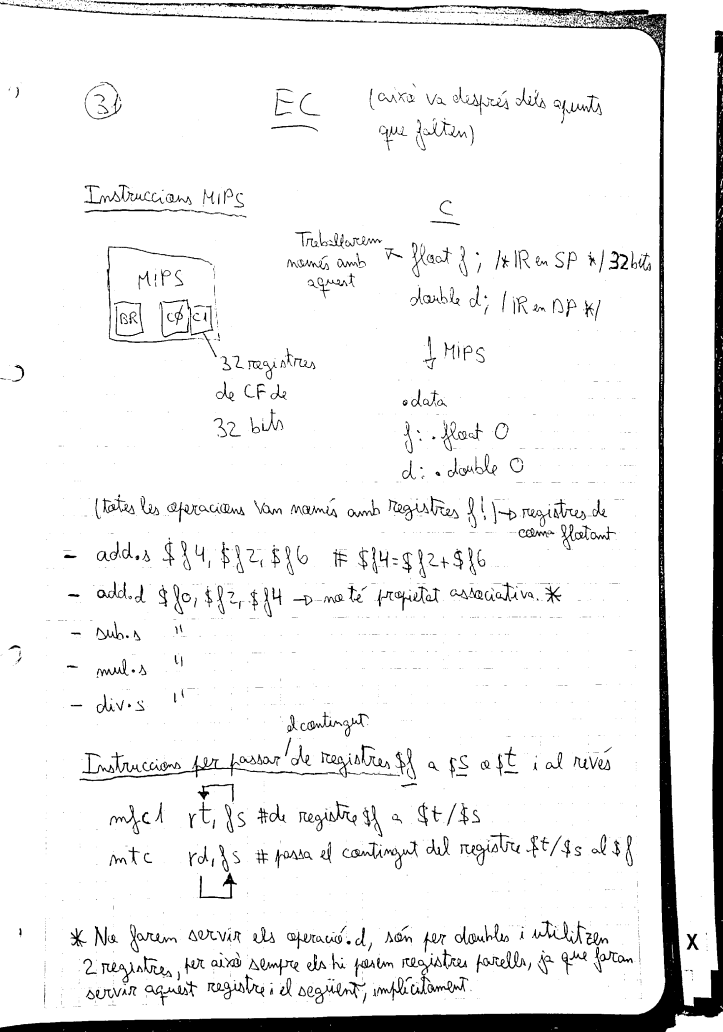 31
EC
(això va després dels apunts
que falten)
Instruccions MIPS
MIPS
BR CØ C1
32 registres
de CF de
32 bits
C
Treballarem
només amb
aquest
float f; /* IR en SP */ 32 bits
double d; / IR en DP */
↓ MIPS
.data
f: .float 0
d: .double 0
(totes les operacions van només amb registres f!) → registres de
coma flotant
- add.s $f4, $f2, $f6 # $f4=$f2+$f6
- add.d $f0, $f2, $f4 → no té propietat associativa. *
- sub.s "
- mul.s "
- div.s "
el contingut
Instruccions per passar de registres $f a $s o $t i al revés
mfc1 rt, fs #de registre $f a $t/$s
mtc rd, fs # passa el contingut del registre $t/$s al $f
* No farem servir els operació.d, són per doubles i utilitzen
2 registres, per això sempre els hi posem registres parells, ja que faran
servir aquest registre i el següent, implícitament.
X